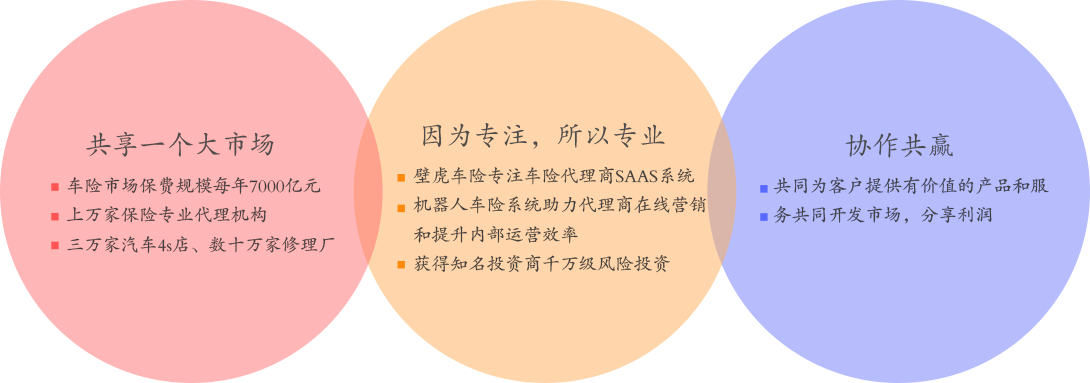 共享一个大市场
车险市场保费规模每年7000亿元
上万家保险专业代理机构
三万家汽车4s店、数十万家修理厂
因为专注，所以专业
壁虎车险专注车险代理商SAAS系统
机器人车险系统助力代理商在线营销
和提升内部运营效率
获得知名投资商千万级风险投资
协作共赢
共同为客户提供有价值的产品和服
务共同开发市场，分享利润